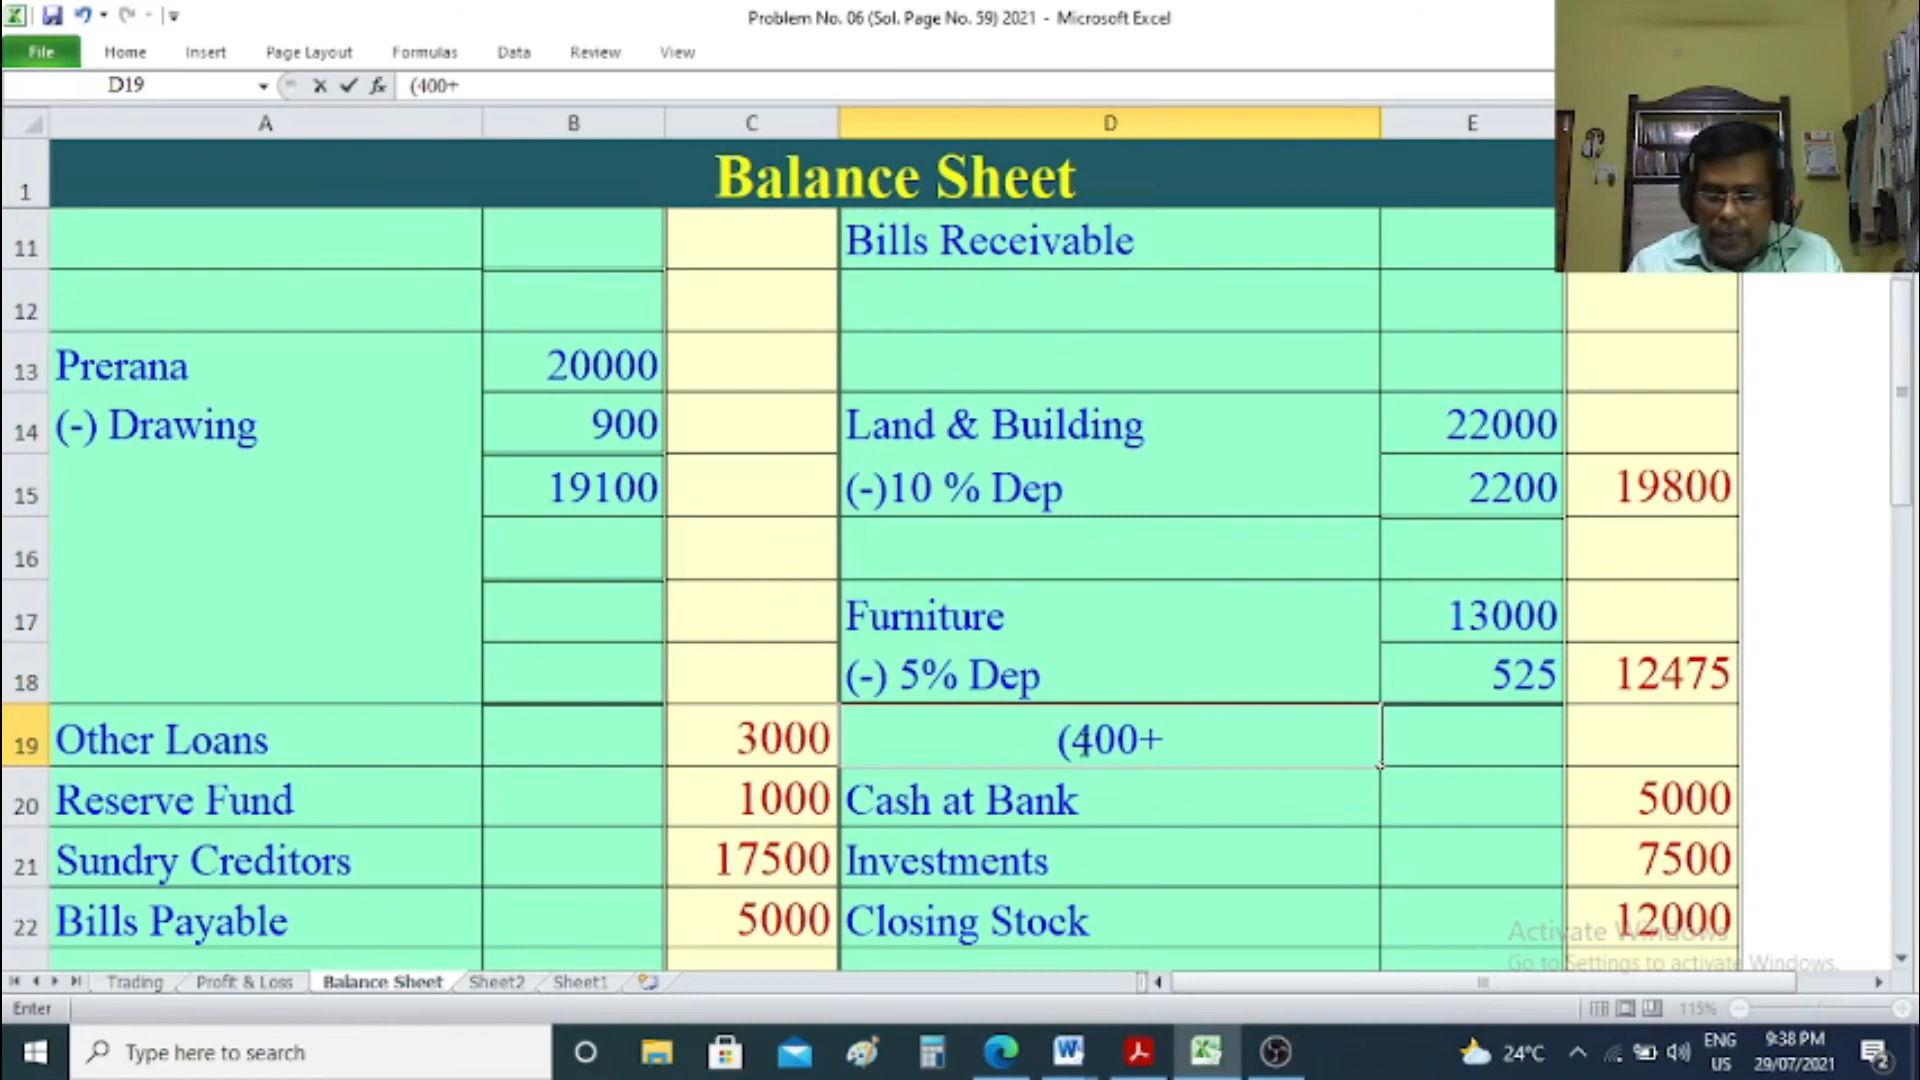 Problem No. 06 (Sol. Page No. 59) 2021 - Microsoft Excel
File Home Insert Page Layout Formulas Data Review View
D19 fx (400+
A B C D E
1 Balance Sheet
11 Bills Receivable
12
13 Prerana 20000
14 (-) Drawing 900 Land & Building 22000
15 19100 (-)10 % Dep 2200 19800
16
17 Furniture 13000
18 (-) 5% Dep 525 12475
19 Other Loans 3000 (400+
20 Reserve Fund 1000 Cash at Bank 5000
21 Sundry Creditors 17500 Investments 7500
22 Bills Payable 5000 Closing Stock 12000
Activate Windows
Go to Settings to activate Windows.
Trading Profit & Loss Balance Sheet Sheet2 Sheet1
Enter 115%
Type here to search 24°C ENG 9:38 PM
US 29/07/2021 2